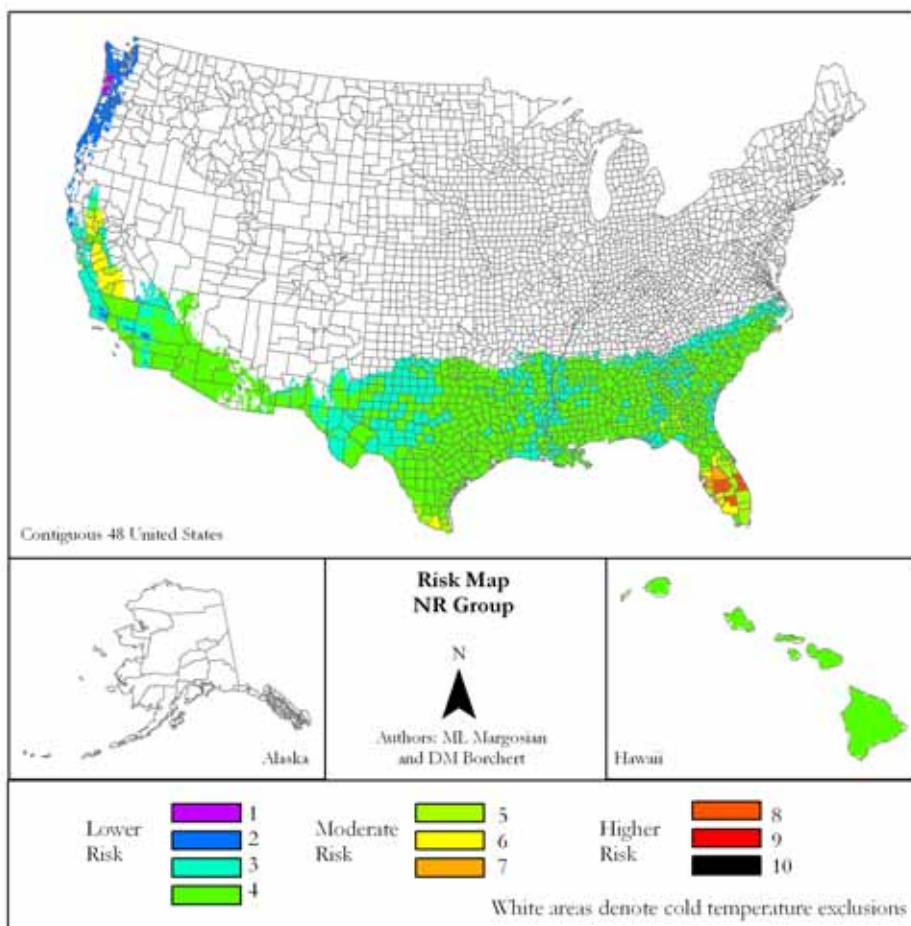 Contiguous 48 United States
Alaska
Risk Map
NR Group
N
Authors: ML Margosian
and DM Borchert
Hawaii
Lower
Risk
1
2
3
4
Moderate
Risk
5
6
7
Higher
Risk
8
9
10
White areas denote cold temperature exclusions